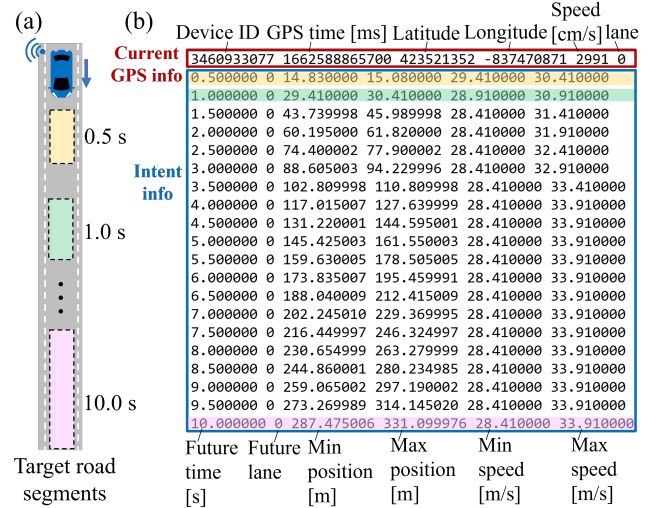 (a)
0.5 s
1.0 s
10.0 s
Target road
segments
(b)
Device ID GPS time [ms] Latitude Longitude Speed [cm/s] lane
Current
GPS info
3460933077 1662588865700 423521352 -837470871 2991 0
Intent
info
0.500000 0 14.830000 15.080000 29.410000 30.410000
1.000000 0 29.410000 30.410000 28.910000 30.910000
1.500000 0 43.739998 45.989998 28.410000 31.410000
2.000000 0 60.195000 61.820000 28.410000 31.910000
2.500000 0 74.400002 77.900002 28.410000 32.410000
3.000000 0 88.605003 94.229996 28.410000 32.910000
3.500000 0 102.809998 110.809998 28.410000 33.410000
4.000000 0 117.015007 127.639999 28.410000 33.910000
4.500000 0 131.220001 144.595001 28.410000 33.910000
5.000000 0 145.425003 161.550003 28.410000 33.910000
5.500000 0 159.630005 178.505005 28.410000 33.910000
6.000000 0 173.835007 195.459991 28.410000 33.910000
6.500000 0 188.040009 212.415009 28.410000 33.910000
7.000000 0 202.245010 229.369995 28.410000 33.910000
7.500000 0 216.449997 246.324997 28.410000 33.910000
8.000000 0 230.654999 263.279999 28.410000 33.910000
8.500000 0 244.860001 280.234985 28.410000 33.910000
9.000000 0 259.065002 297.190002 28.410000 33.910000
9.500000 0 273.269989 314.145020 28.410000 33.910000
10.000000 0 287.475006 331.099976 28.410000 33.910000
Future
time
[s]
Future
lane
Min
position
[m]
Max
position
[m]
Min
speed
[m/s]
Max
speed
[m/s]